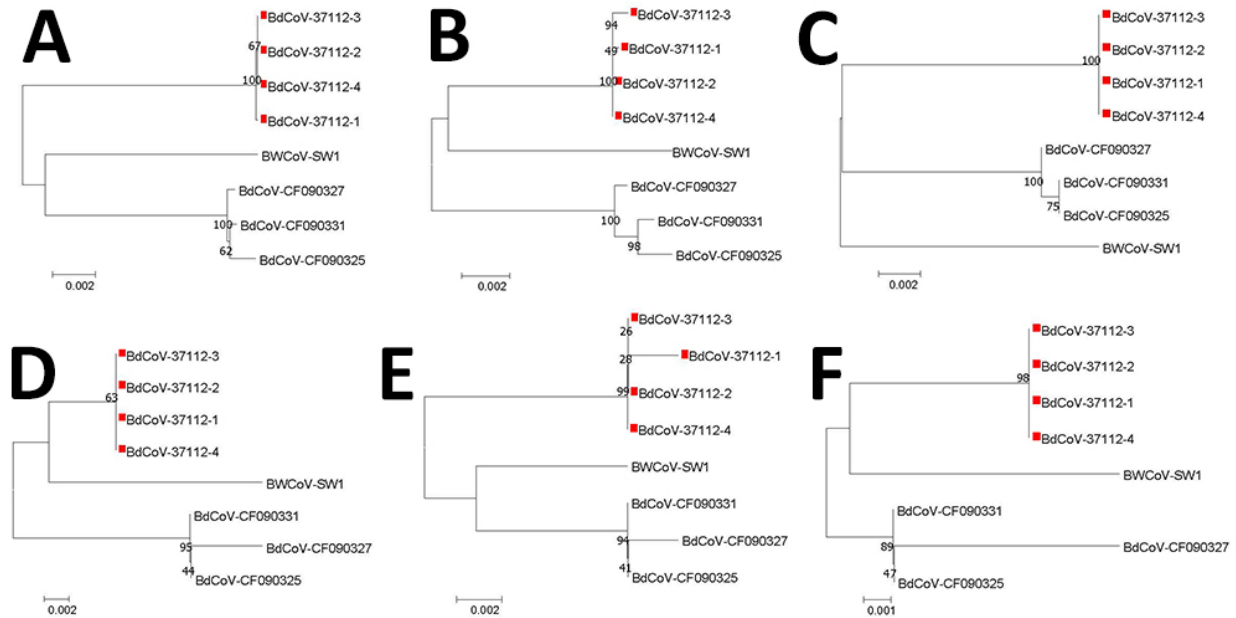 A
BdCoV-37112-3
67
BdCoV-37112-2
100
BdCoV-37112-4
BdCoV-37112-1
BWCoV-SW1
BdCoV-CF090327
100
BdCoV-CF090331
62
BdCoV-CF090325
0.002
B
BdCoV-37112-3
94
49
BdCoV-37112-1
100
BdCoV-37112-2
BdCoV-37112-4
BWCoV-SW1
BdCoV-CF090327
100
BdCoV-CF090331
98
BdCoV-CF090325
0.002
C
BdCoV-37112-3
BdCoV-37112-2
100
BdCoV-37112-1
BdCoV-37112-4
BdCoV-CF090327
100
BdCoV-CF090331
75
BdCoV-CF090325
BWCoV-SW1
0.002
D
BdCoV-37112-3
BdCoV-37112-2
63
BdCoV-37112-1
BdCoV-37112-4
BWCoV-SW1
BdCoV-CF090331
95
BdCoV-CF090327
44
BdCoV-CF090325
0.002
E
BdCoV-37112-3
26
28
BdCoV-37112-1
99
BdCoV-37112-2
BdCoV-37112-4
BWCoV-SW1
BdCoV-CF090331
94
BdCoV-CF090327
41
BdCoV-CF090325
0.002
F
BdCoV-37112-3
BdCoV-37112-2
98
BdCoV-37112-1
BdCoV-37112-4
BWCoV-SW1
BdCoV-CF090331
89
BdCoV-CF090327
47
BdCoV-CF090325
0.001